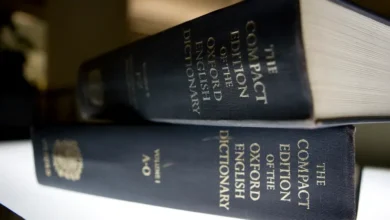 THE
COMPACT
EDITION
OF THE
OXFORD
ENGLISH
DICTIONARY
THE
COMPACT
EDITION
OF THE
OXFORD
ENGLISH
DICTIONARY
VOLUME I
A-O